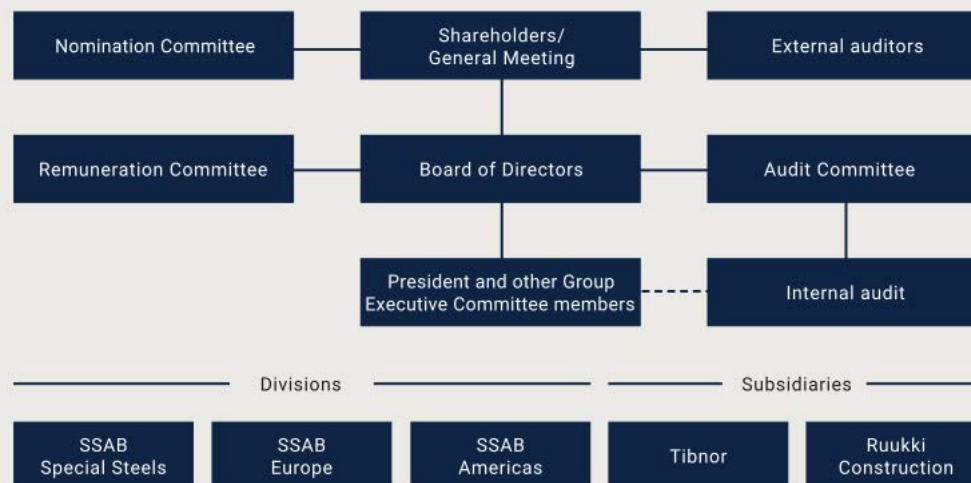 Nomination Committee
Shareholders/
General Meeting
External auditors
Remuneration Committee
Board of Directors
Audit Committee
President and other Group
Executive Committee members
Internal audit
Divisions
Subsidiaries
SSAB
Special Steels
SSAB
Europe
SSAB
Americas
Tibnor
Ruukki
Construction